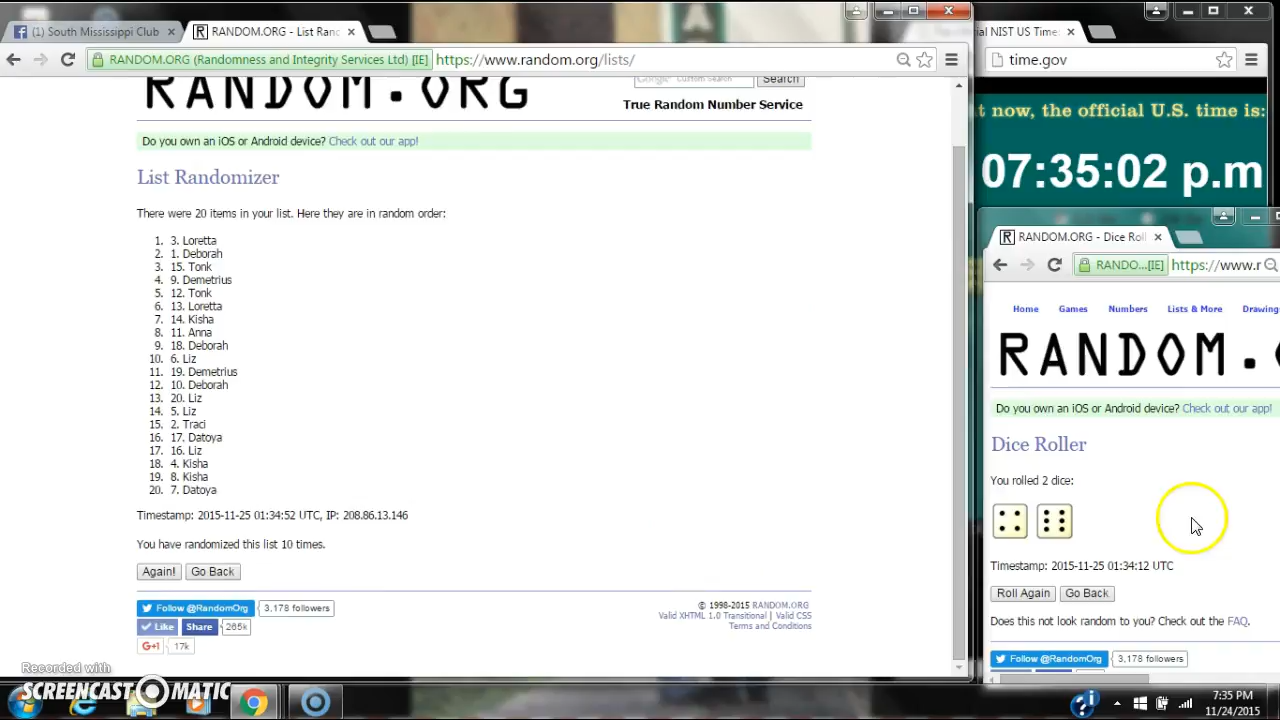 (1) South Mississippi Club
RANDOM.ORG - List Ran
RANDOM.ORG (Randomness and Integrity Services Ltd) [IE]
https://www.random.org/lists/
RANDOM.ORG
Google™ Custom Search
Search
True Random Number Service
Do you own an iOS or Android device? Check out our app!
List Randomizer
There were 20 items in your list. Here they are in random order:
1. 3. Loretta
2. 1. Deborah
3. 15. Tonk
4. 9. Demetrius
5. 12. Tonk
6. 13. Loretta
7. 14. Kisha
8. 11. Anna
9. 18. Deborah
10. 6. Liz
11. 19. Demetrius
12. 10. Deborah
13. 20. Liz
14. 5. Liz
15. 2. Traci
16. 17. Datoya
17. 16. Liz
18. 4. Kisha
19. 8. Kisha
20. 7. Datoya
Timestamp: 2015-11-25 01:34:52 UTC, IP: 208.86.13.146
You have randomized this list 10 times.
Again!
Go Back
Follow @RandomOrg
3,178 followers
Like
Share
265k
G+1
17k
© 1998-2015 RANDOM.ORG
Valid XHTML 1.0 Transitional | Valid CSS
Terms and Conditions
NIST US Time:
time.gov
t now, the official U.S. time is:
07:35:02 p.m
RANDOM.ORG - Dice Roll
RANDO...[IE]
https://www.r
Home
Games
Numbers
Lists & More
Drawings
RANDOM.
Do you own an iOS or Android device? Check out our app!
Dice Roller
You rolled 2 dice:
Timestamp: 2015-11-25 01:34:12 UTC
Roll Again
Go Back
Does this not look random to you? Check out the FAQ.
Follow @RandomOrg
3,178 followers
Recorded with
SCREENCAST-O-MATIC
7:35 PM
11/24/2015